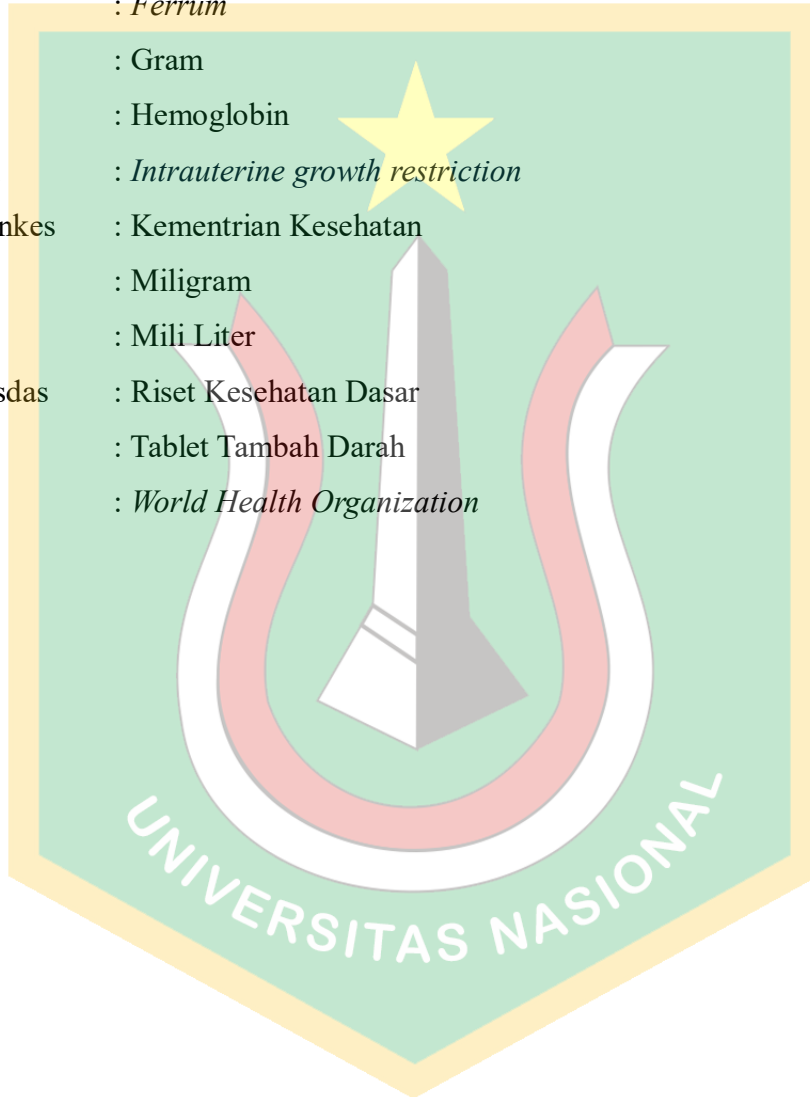 : Ferrum
: Gram
: Hemoglobin
: Intrauterine growth restriction
nkes : Kementrian Kesehatan
: Miligram
: Mili Liter
sdas : Riset Kesehatan Dasar
: Tablet Tambah Darah
: World Health Organization
UNIVERSITAS NASIONAL